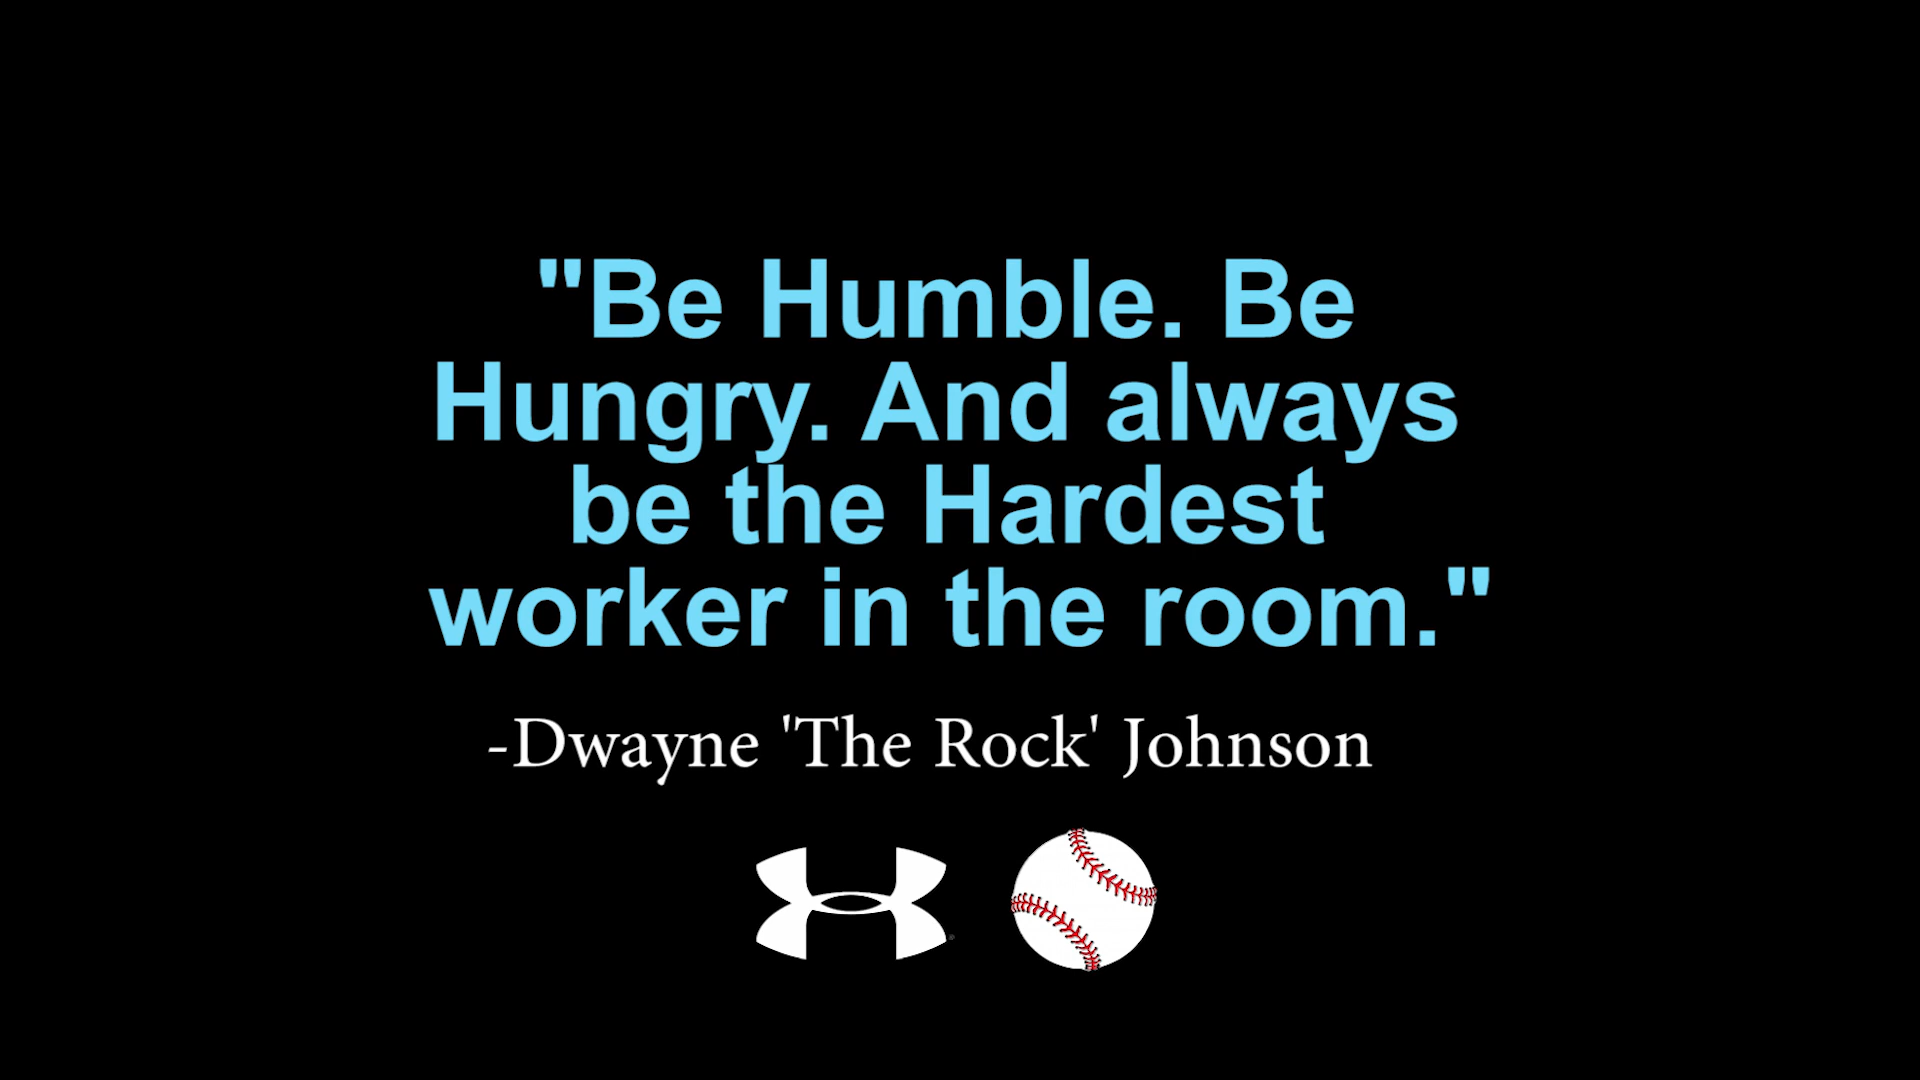 "Be Humble. Be
Hungry. And always
be the Hardest
worker in the room."
-Dwayne 'The Rock' Johnson